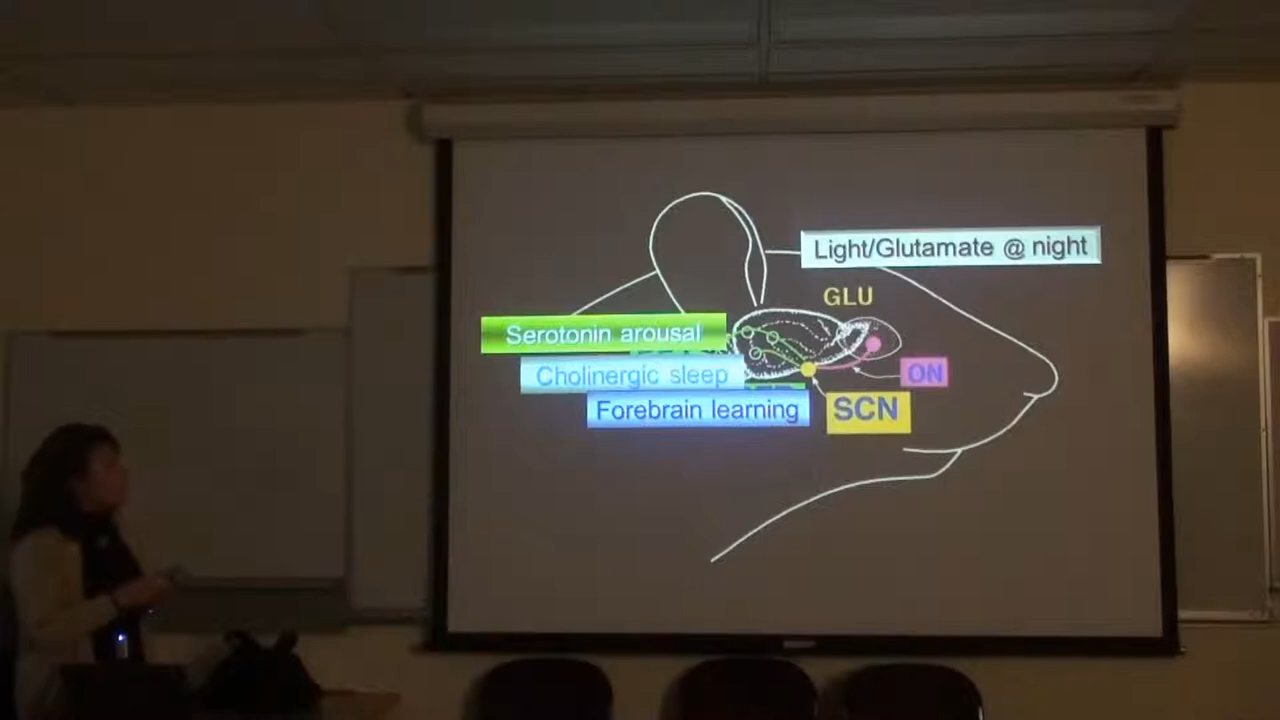 Light/Glutamate @ night
GLU
Serotonin arousal
Cholinergic sleep
ON
Forebrain learning
SCN